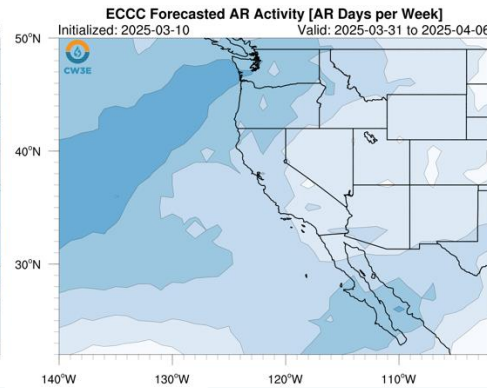 ECCC Forecasted AR Activity [AR Days per Week]
Initialized: 2025-03-10
Valid: 2025-03-31 to 2025-04-06
50°N
CW3E
40°N
30°N
140°W
130°W
120°W
110°W